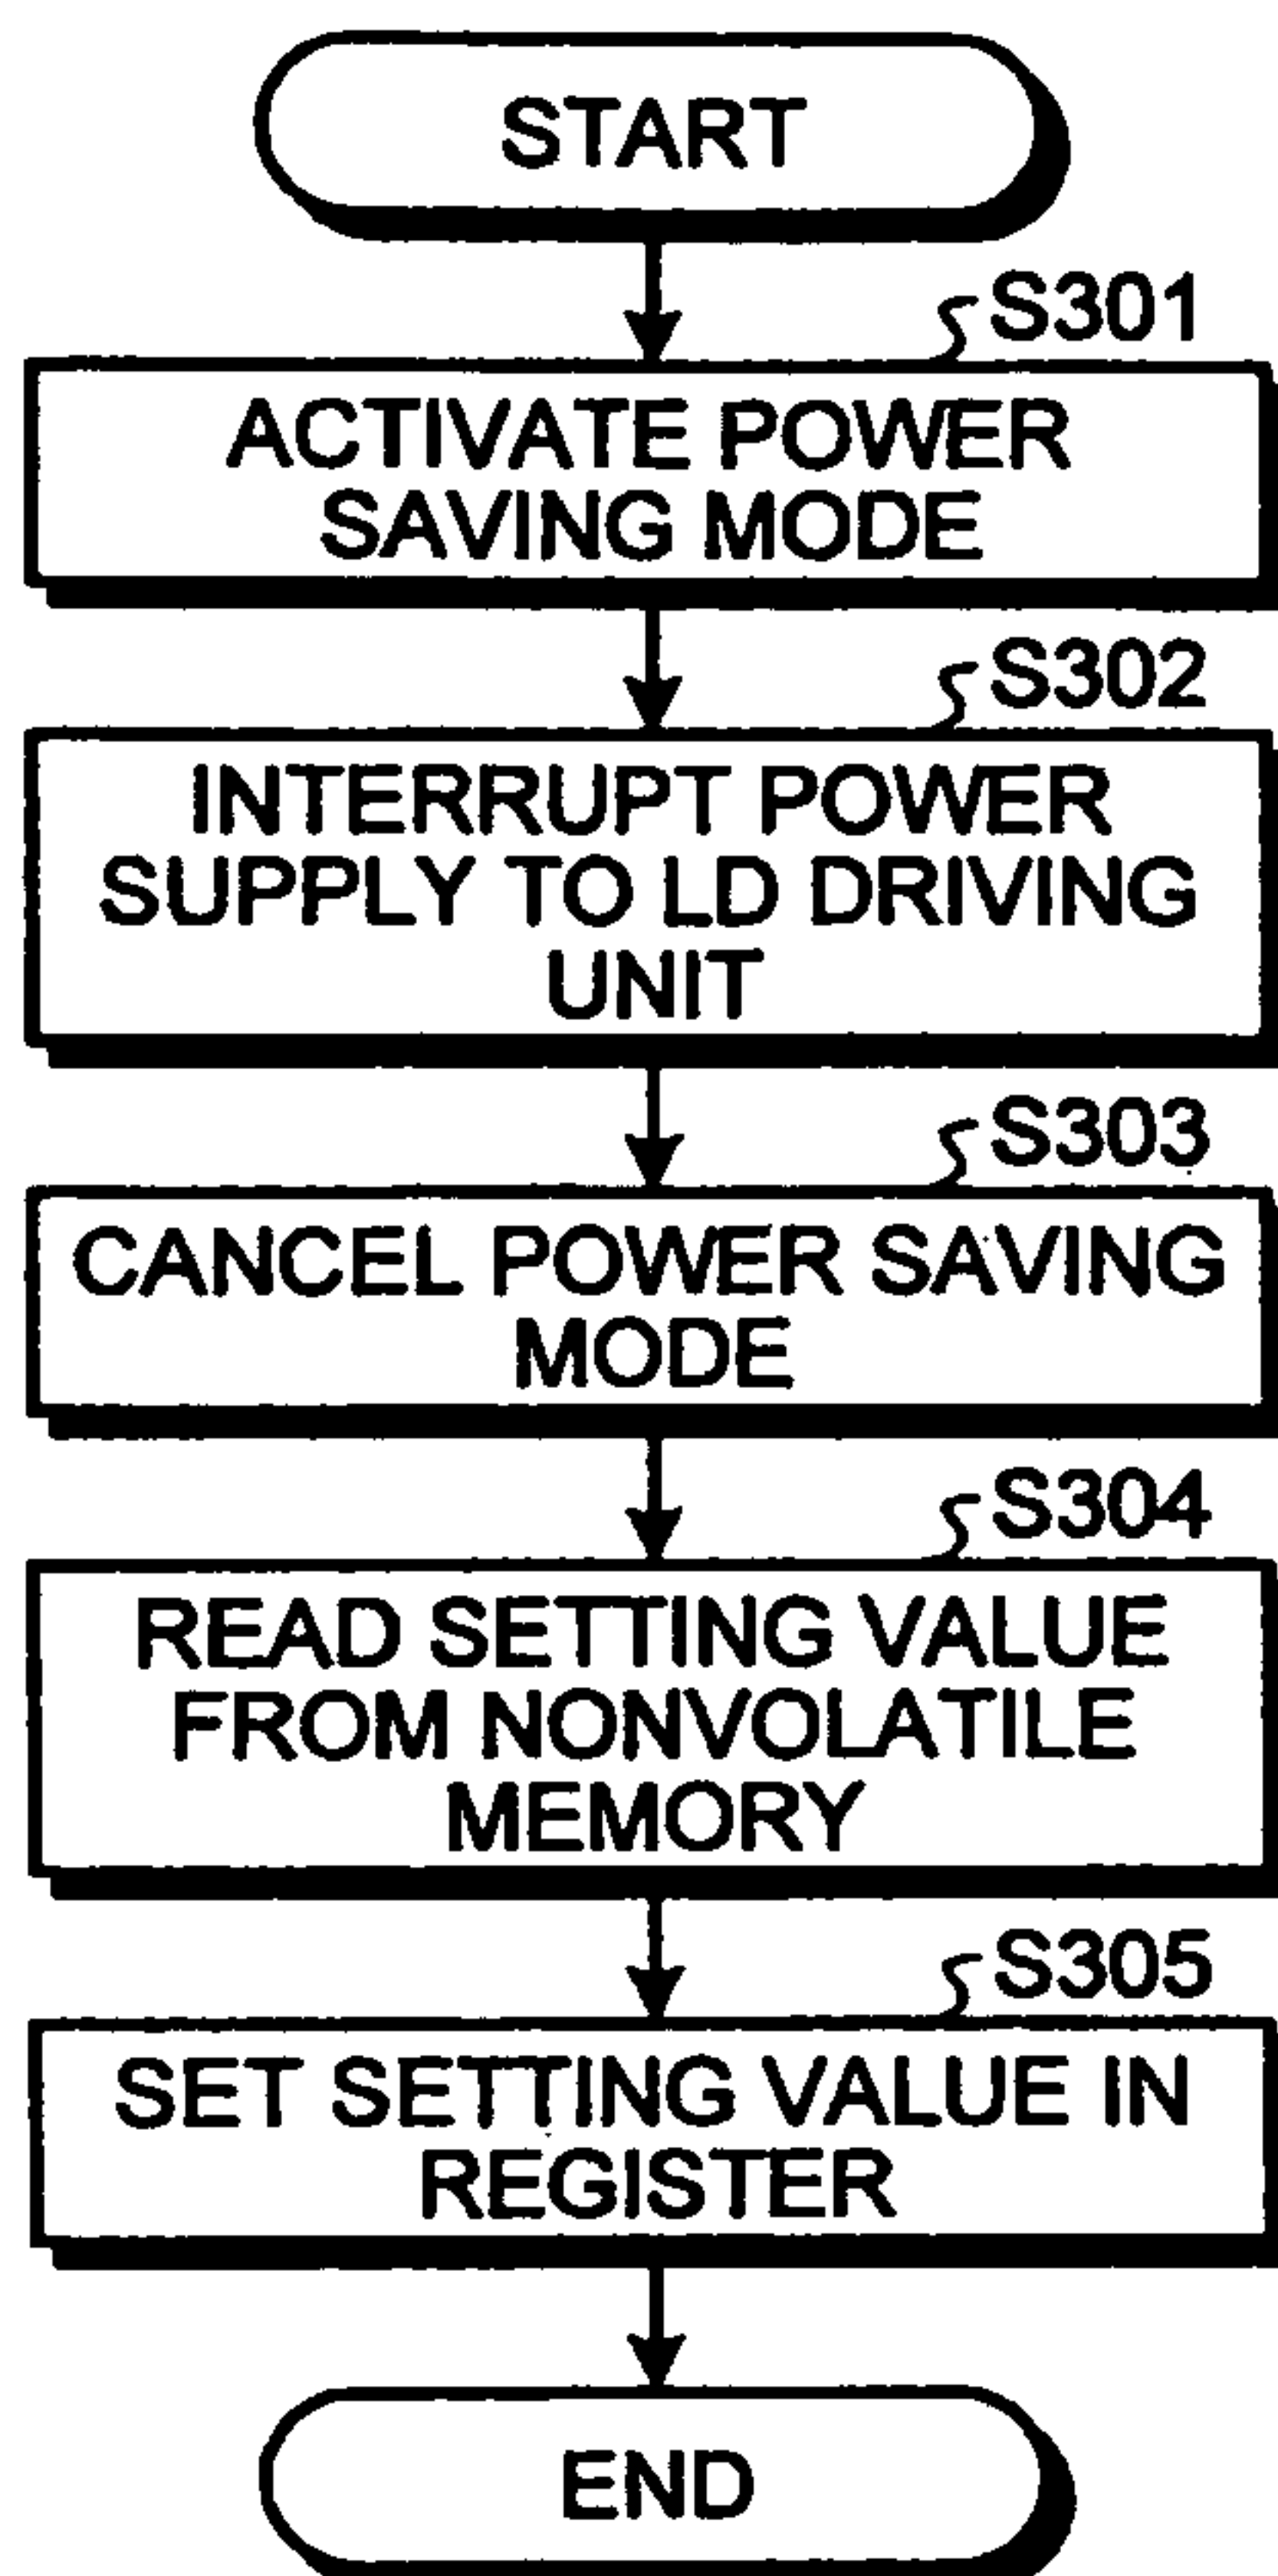 START
S301
ACTIVATE POWER
SAVING MODE
S302
INTERRUPT POWER
SUPPLY TO LD DRIVING
UNIT
S303
CANCEL POWER SAVING
MODE
S304
READ SETTING VALUE
FROM NONVOLATILE
MEMORY
S305
SET SETTING VALUE IN
REGISTER
END